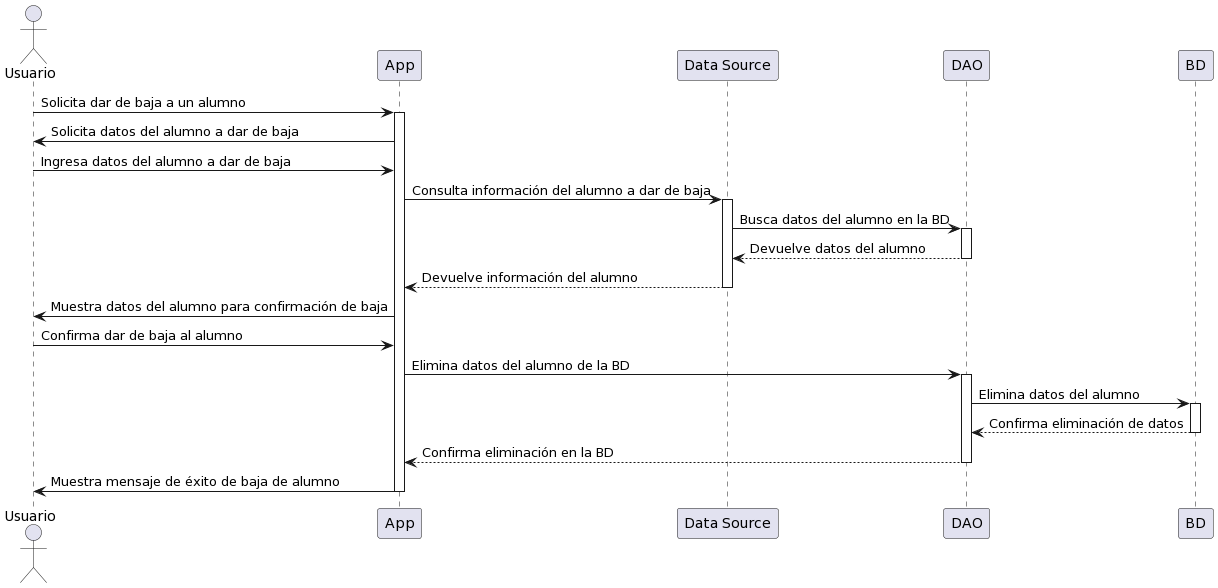 Usuario
App
Data Source
DAO
BD
Solicita dar de baja a un alumno
Solicita datos del alumno a dar de baja
Ingresa datos del alumno a dar de baja
Consulta información del alumno a dar de baja
Busca datos del alumno en la BD
Devuelve datos del alumno
Devuelve información del alumno
Muestra datos del alumno para confirmación de baja
Confirma dar de baja al alumno
Elimina datos del alumno de la BD
Elimina datos del alumno
Confirma eliminación de datos
Confirma eliminación en la BD
Muestra mensaje de éxito de baja de alumno
Usuario
App
Data Source
DAO
BD